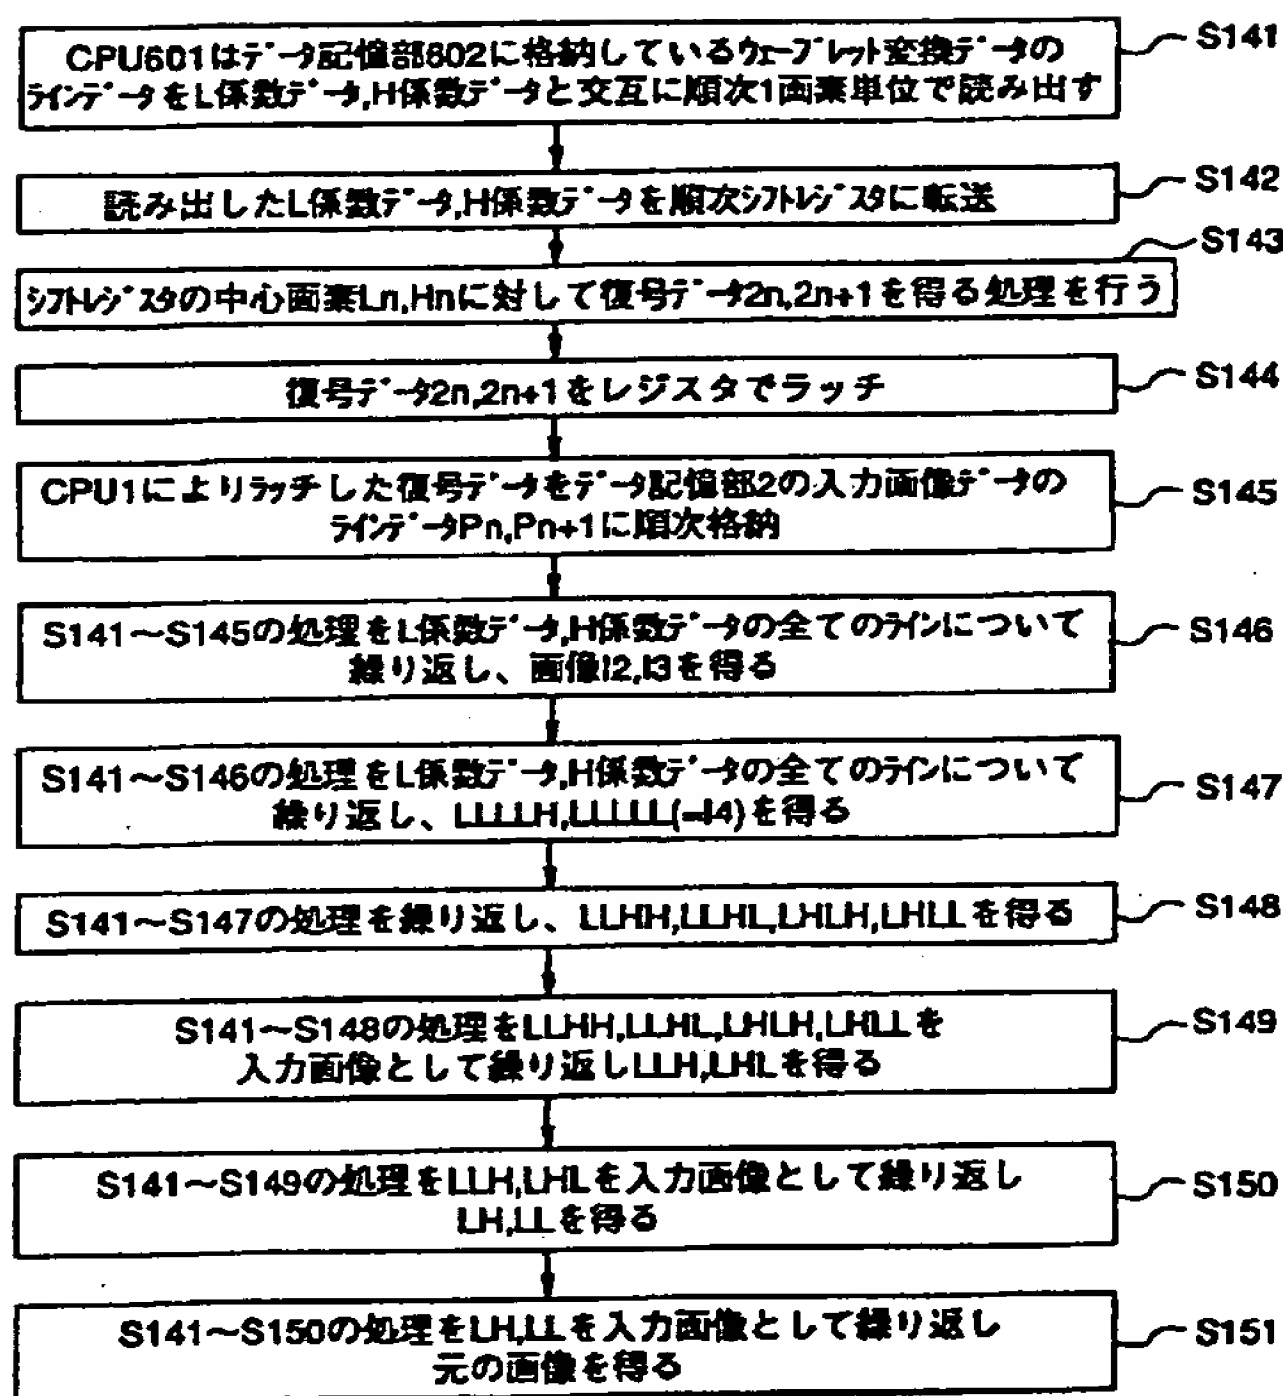 CPU601はデータ記憶部602に格納しているウェーブレット変換データの
ラインデータをL係数データ,H係数データと交互に順次1画素単位で読み出す
S141
読み出したL係数データ,H係数データを順次シフトレジスタに転送
S142
S143
シフトレジスタの中心画素Ln,Hnに対して復号データ2n,2n+1を得る処理を行う
復号データ2n,2n+1をレジスタでラッチ
S144
CPU1によりラッチした復号データをデータ記憶部2の入力画像データの
ラインデータPn,Pn+1に順次格納
S145
S141～S145の処理をL係数データ,H係数データの全てのラインについて
繰り返し、画像I2,I3を得る
S146
S141～S146の処理をL係数データ,H係数データの全てのラインについて
繰り返し、LLLLH,LLLLLL(=I4)を得る
S147
S141～S147の処理を繰り返し、LLHH,LLHL,LHLH,LHLLを得る
S148
S141～S148の処理をLLHH,LLHL,LHLH,LHLLを
入力画像として繰り返しLLH,LHLを得る
S149
S141～S149の処理をLLH,LHLを入力画像として繰り返し
LH,LLを得る
S150
S141～S150の処理をLH,LLを入力画像として繰り返し
元の画像を得る
S151